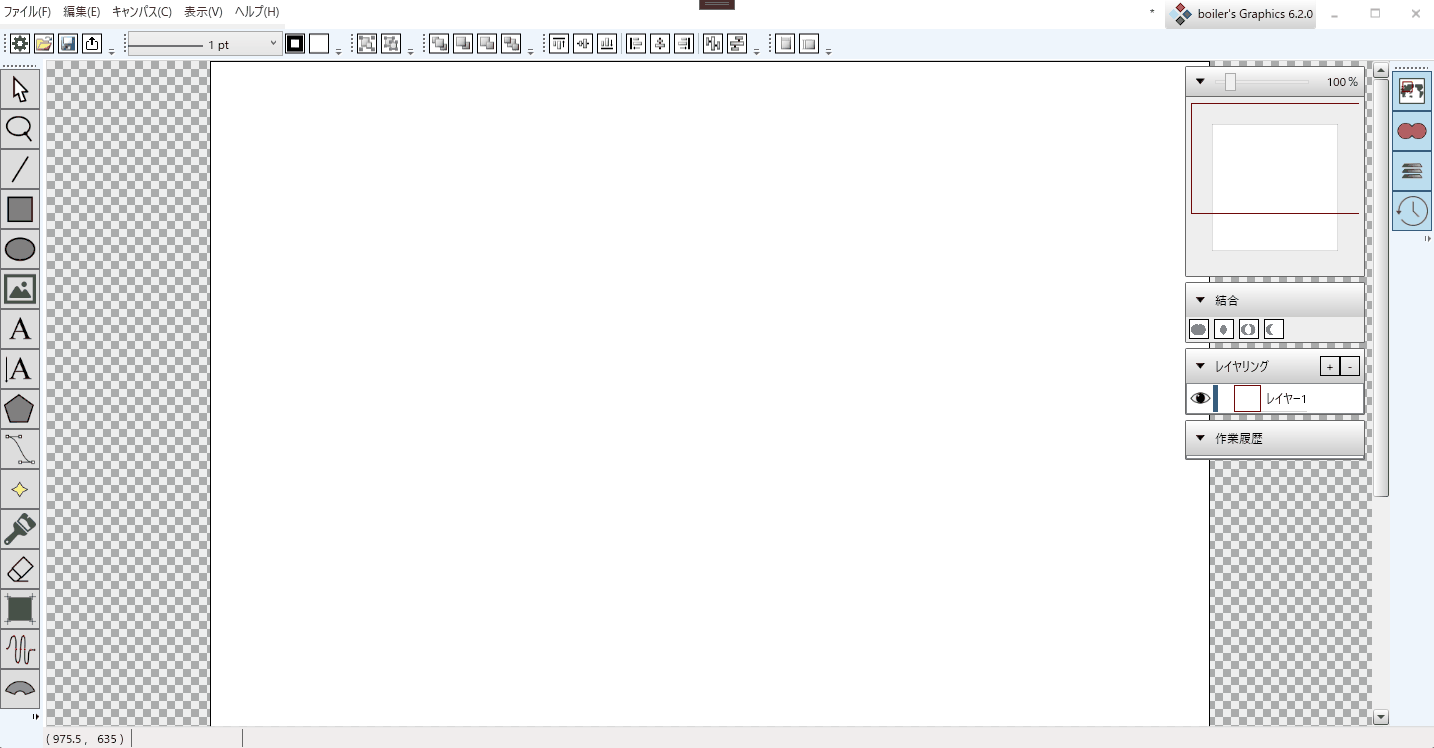 ファイル(F) 編集(E) キャンバス(C) 表示(V) ヘルプ(H) * boiler's Graphics 6.2.0
1 pt
100 %
結合
レイヤリング + -
レイヤー1
作業履歴
A
A
( 975.5 , 635 )